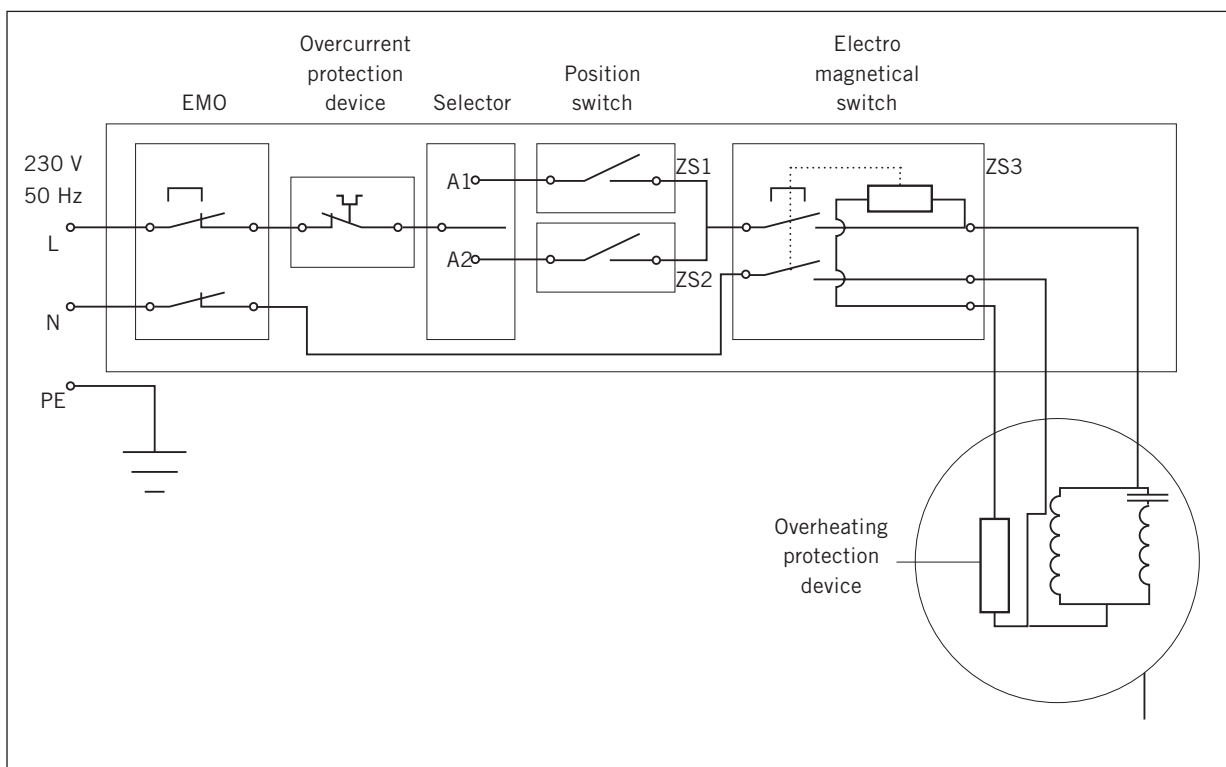 Overcurrent
protection
device
Electro
magnetical
switch
Position
switch
EMO
Selector
230 V
50 Hz
L
N
PE
A1
A2
ZS1
ZS2
ZS3
Overheating
protection
device